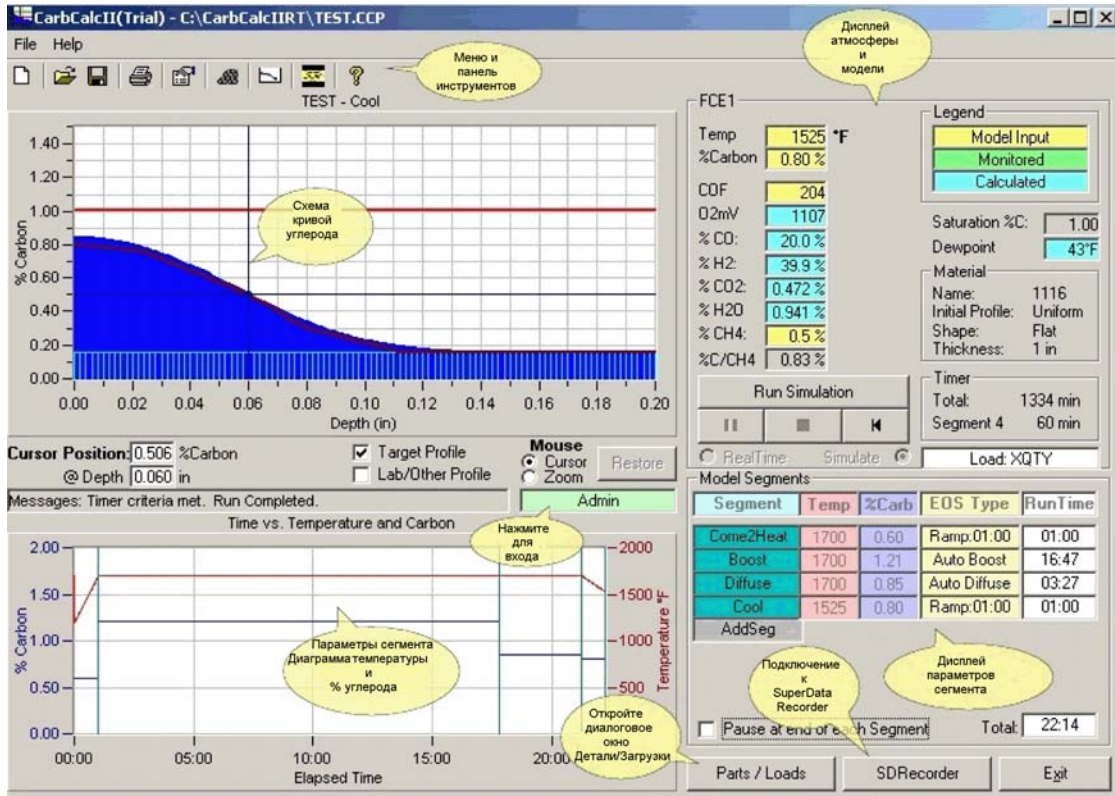 CarbCalcII(Trial) - C:\CarbCalcIIRT\TEST.CCP
File Help
Меню и
панель
инструментов
Дисплей
атмосферы
и
модели
TEST - Cool
% Carbon
1.40
1.20
1.00
0.80
0.60
0.40
0.20
0.00
Схема
кривой
углерода
0.00 0.02 0.04 0.06 0.08 0.10 0.12 0.14 0.16 0.18 0.20
Depth (in)
Cursor Position: 0.506 %Carbon
@ Depth 0.060 in
Target Profile
Lab/Other Profile
Mouse
Cursor
Zoom
Restore
Messages: Timer criteria met. Run Completed.
Admin
Нажмите
для
входа
Time vs. Temperature and Carbon
% Carbon
2.00
1.50
1.00
0.50
0.00
2000
1500
1000
500
Temperature °F
Параметры сегмента
Диаграмма температуры
и
% углерода
00:00 05:00 10:00 15:00 20:00
Elapsed Time
Откройте
диалоговое
окно
Детали/Загрузки
FCE1
Temp 1525 °F
%Carbon 0.80 %
COF 204
O2mV 1107
% CO: 20.0 %
% H2: 39.9 %
% CO2: 0.472 %
% H2O 0.941 %
% CH4: 0.5 %
%C/CH4 0.83 %
Legend
Model Input
Monitored
Calculated
Saturation %C: 1.00
Dewpoint 43°F
Material
Name: 1116
Initial Profile: Uniform
Shape: Flat
Thickness: 1 in
Run Simulation
RealTime Simulate
Timer
Total: 1334 min
Segment 4 60 min
Load: XQTY
Model Segments
Segment Temp %Carb EOS Type RunTime
Come2Heat 1700 0.60 Ramp:01:00 01:00
Boost 1700 1.21 Auto Boost 16:47
Diffuse 1700 0.85 Auto Diffuse 03:27
Cool 1525 0.80 Ramp:01:00 01:00
AddSeg
Подключение
к
SuperData
Recorder
Дисплей
параметров
сегмента
Pause at end of each Segment
Total: 22:14
Parts / Loads SDRecorder Exit